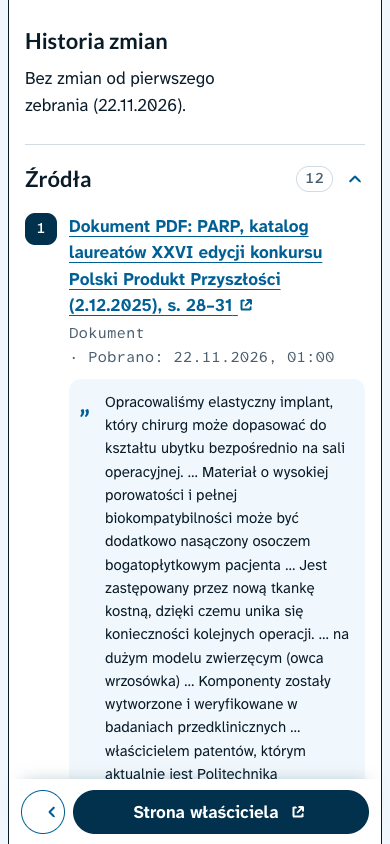 Historia zmian
Bez zmian od pierwszego
zebrania (22.11.2026).
Źródła
12
1
Dokument PDF: PARP, katalog
laureatów XXVI edycji konkursu
Polski Produkt Przyszłości
(2.12.2025), s. 28–31
Dokument
· Pobrano: 22.11.2026, 01:00
„
Opracowaliśmy elastyczny implant,
który chirurg może dopasować do
kształtu ubytku bezpośrednio na sali
operacyjnej. ... Materiał o wysokiej
porowatości i pełnej
biokompatybilności może być
dodatkowo nasączony osoczem
bogatopłytkowym pacjenta ... Jest
zastępowany przez nową tkankę
kostną, dzięki czemu unika się
konieczności kolejnych operacji. ... na
dużym modelu zwierzęcym (owca
wrzosówka) ... Komponenty zostały
wytworzone i weryfikowane w
badaniach przedklinicznych ...
właścicielem patentów, którym
aktualnie jest Politechnika
Strona właściciela